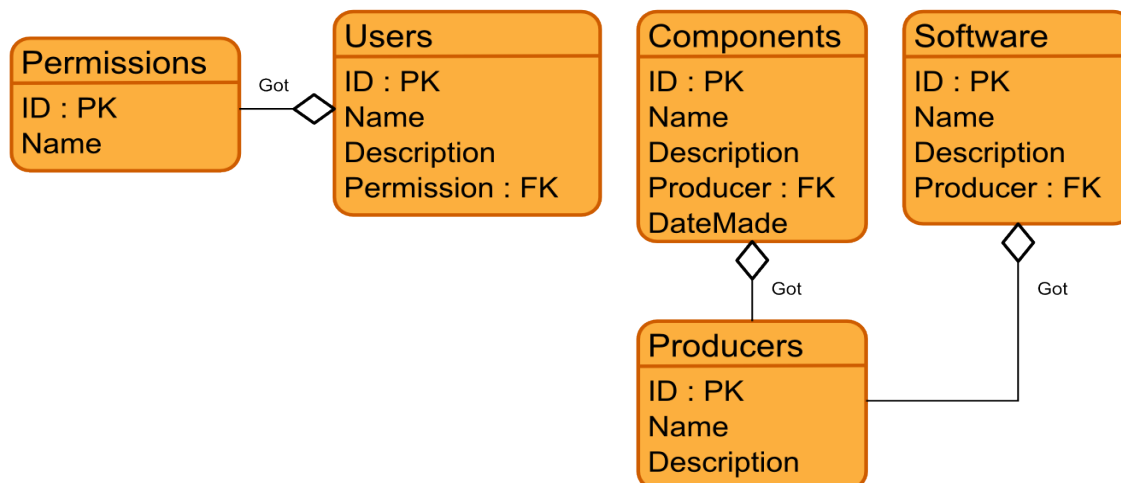 Permissions
ID : PK
Name
Got
Users
ID : PK
Name
Description
Permission : FK
Components
ID : PK
Name
Description
Producer : FK
DateMade
Got
Software
ID : PK
Name
Description
Producer : FK
Got
Producers
ID : PK
Name
Description